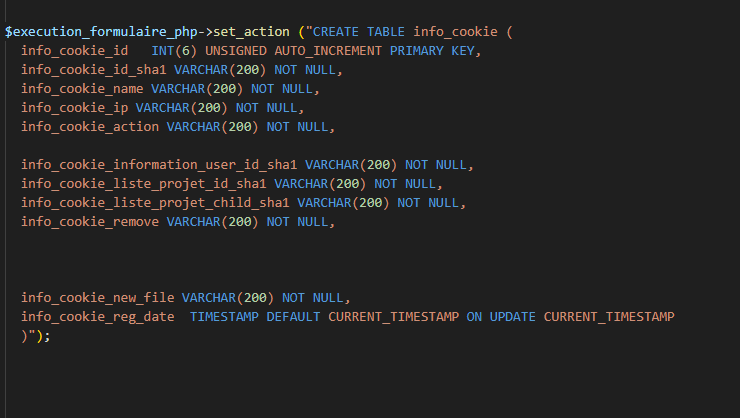 $execution_formulaire_php->set_action ("CREATE TABLE info_cookie (
info_cookie_id   INT(6) UNSIGNED AUTO_INCREMENT PRIMARY KEY,
info_cookie_id_sha1 VARCHAR(200) NOT NULL,
info_cookie_name VARCHAR(200) NOT NULL,
info_cookie_ip VARCHAR(200) NOT NULL,
info_cookie_action VARCHAR(200) NOT NULL,
info_cookie_information_user_id_sha1 VARCHAR(200) NOT NULL,
info_cookie_liste_projet_id_sha1 VARCHAR(200) NOT NULL,
info_cookie_liste_projet_child_sha1 VARCHAR(200) NOT NULL,
info_cookie_remove VARCHAR(200) NOT NULL,
info_cookie_new_file VARCHAR(200) NOT NULL,
info_cookie_reg_date  TIMESTAMP DEFAULT CURRENT_TIMESTAMP ON UPDATE CURRENT_TIMESTAMP
)");